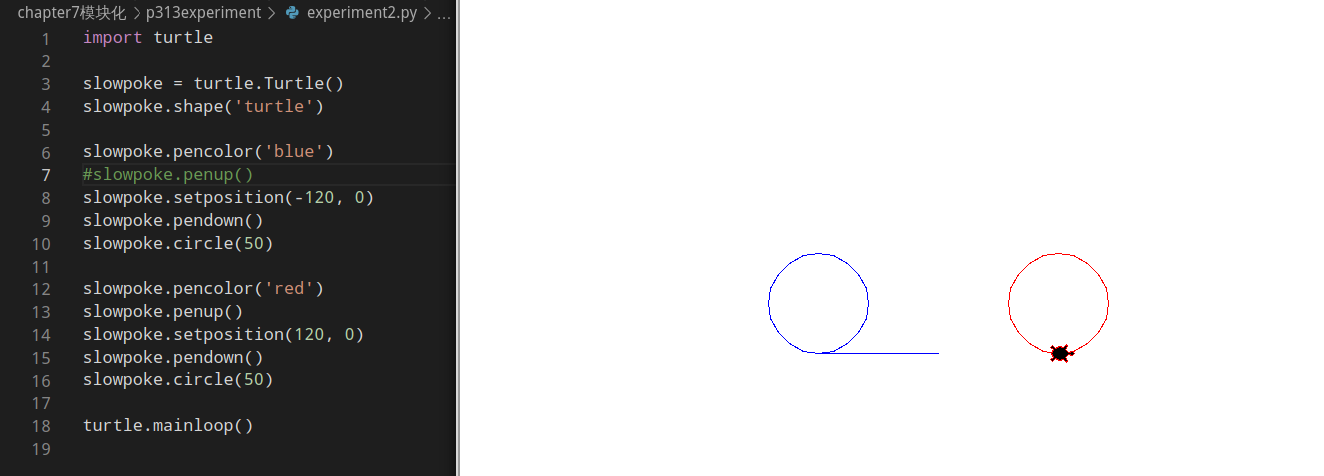 chapter7模块化 > p313experiment > experiment2.py > ...
1 import turtle
2
3 slowpoke = turtle.Turtle()
4 slowpoke.shape('turtle')
5
6 slowpoke.pencolor('blue')
7 #slowpoke.penup()
8 slowpoke.setposition(-120, 0)
9 slowpoke.pendown()
10 slowpoke.circle(50)
11
12 slowpoke.pencolor('red')
13 slowpoke.penup()
14 slowpoke.setposition(120, 0)
15 slowpoke.pendown()
16 slowpoke.circle(50)
17
18 turtle.mainloop()
19